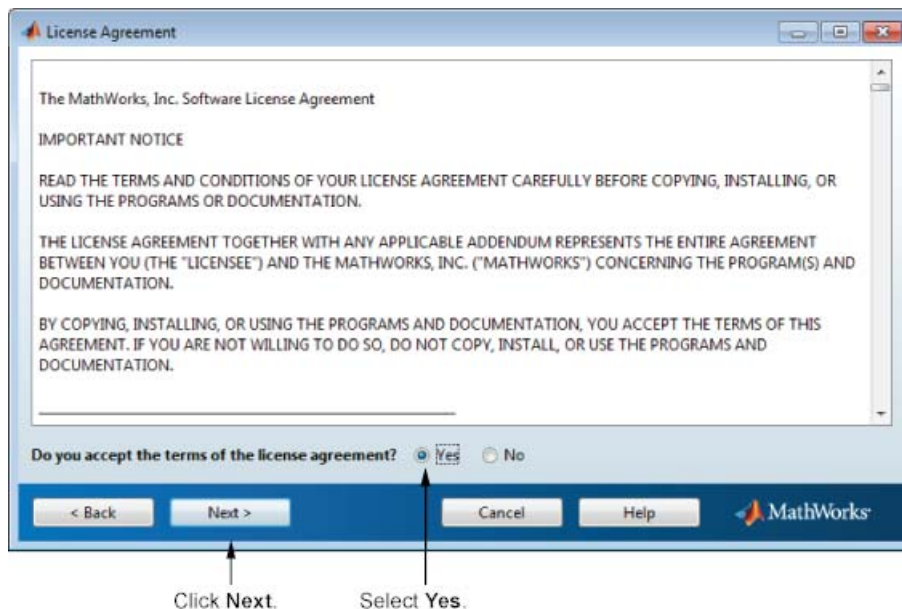 License Agreement
The MathWorks, Inc. Software License Agreement
IMPORTANT NOTICE
READ THE TERMS AND CONDITIONS OF YOUR LICENSE AGREEMENT CAREFULLY BEFORE COPYING, INSTALLING, OR
USING THE PROGRAMS OR DOCUMENTATION.
THE LICENSE AGREEMENT TOGETHER WITH ANY APPLICABLE ADDENDUM REPRESENTS THE ENTIRE AGREEMENT
BETWEEN YOU (THE "LICENSEE") AND THE MATHWORKS, INC. ("MATHWORKS") CONCERNING THE PROGRAM(S) AND
DOCUMENTATION.
BY COPYING, INSTALLING, OR USING THE PROGRAMS AND DOCUMENTATION, YOU ACCEPT THE TERMS OF THIS
AGREEMENT. IF YOU ARE NOT WILLING TO DO SO, DO NOT COPY, INSTALL, OR USE THE PROGRAMS AND
DOCUMENTATION.
Do you accept the terms of the license agreement? Yes No
< Back Next > Cancel Help MathWorks
Click Next. Select Yes.